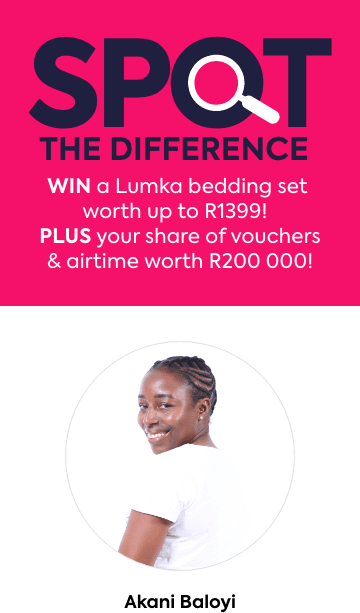 SPOT
THE DIFFERENCE
WIN a Lumka bedding set
worth up to R1399!
PLUS your share of vouchers
& airtime worth R200 000!
Akani Baloyi